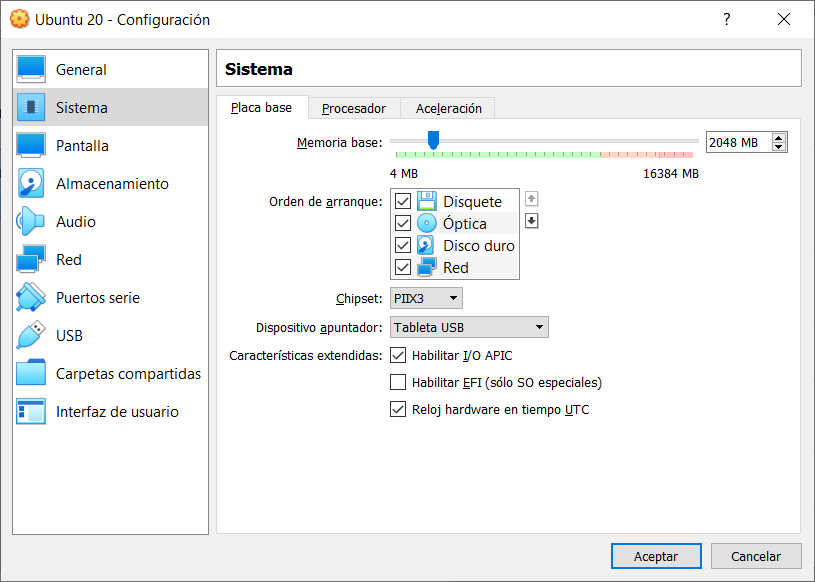 Ubuntu 20 - Configuración
?
General
Sistema
Pantalla
Almacenamiento
Audio
Red
Puertos serie
USB
Carpetas compartidas
Interfaz de usuario
Sistema
Placa base Procesador Aceleración
Memoria base: 2048 MB
4 MB 16384 MB
Orden de arranque: Disquete
Óptica
Disco duro
Red
Chipset: PIIX3
Dispositivo apuntador: Tableta USB
Características extendidas: Habilitar I/O APIC
Habilitar EFI (sólo SO especiales)
Reloj hardware en tiempo UTC
Aceptar Cancelar